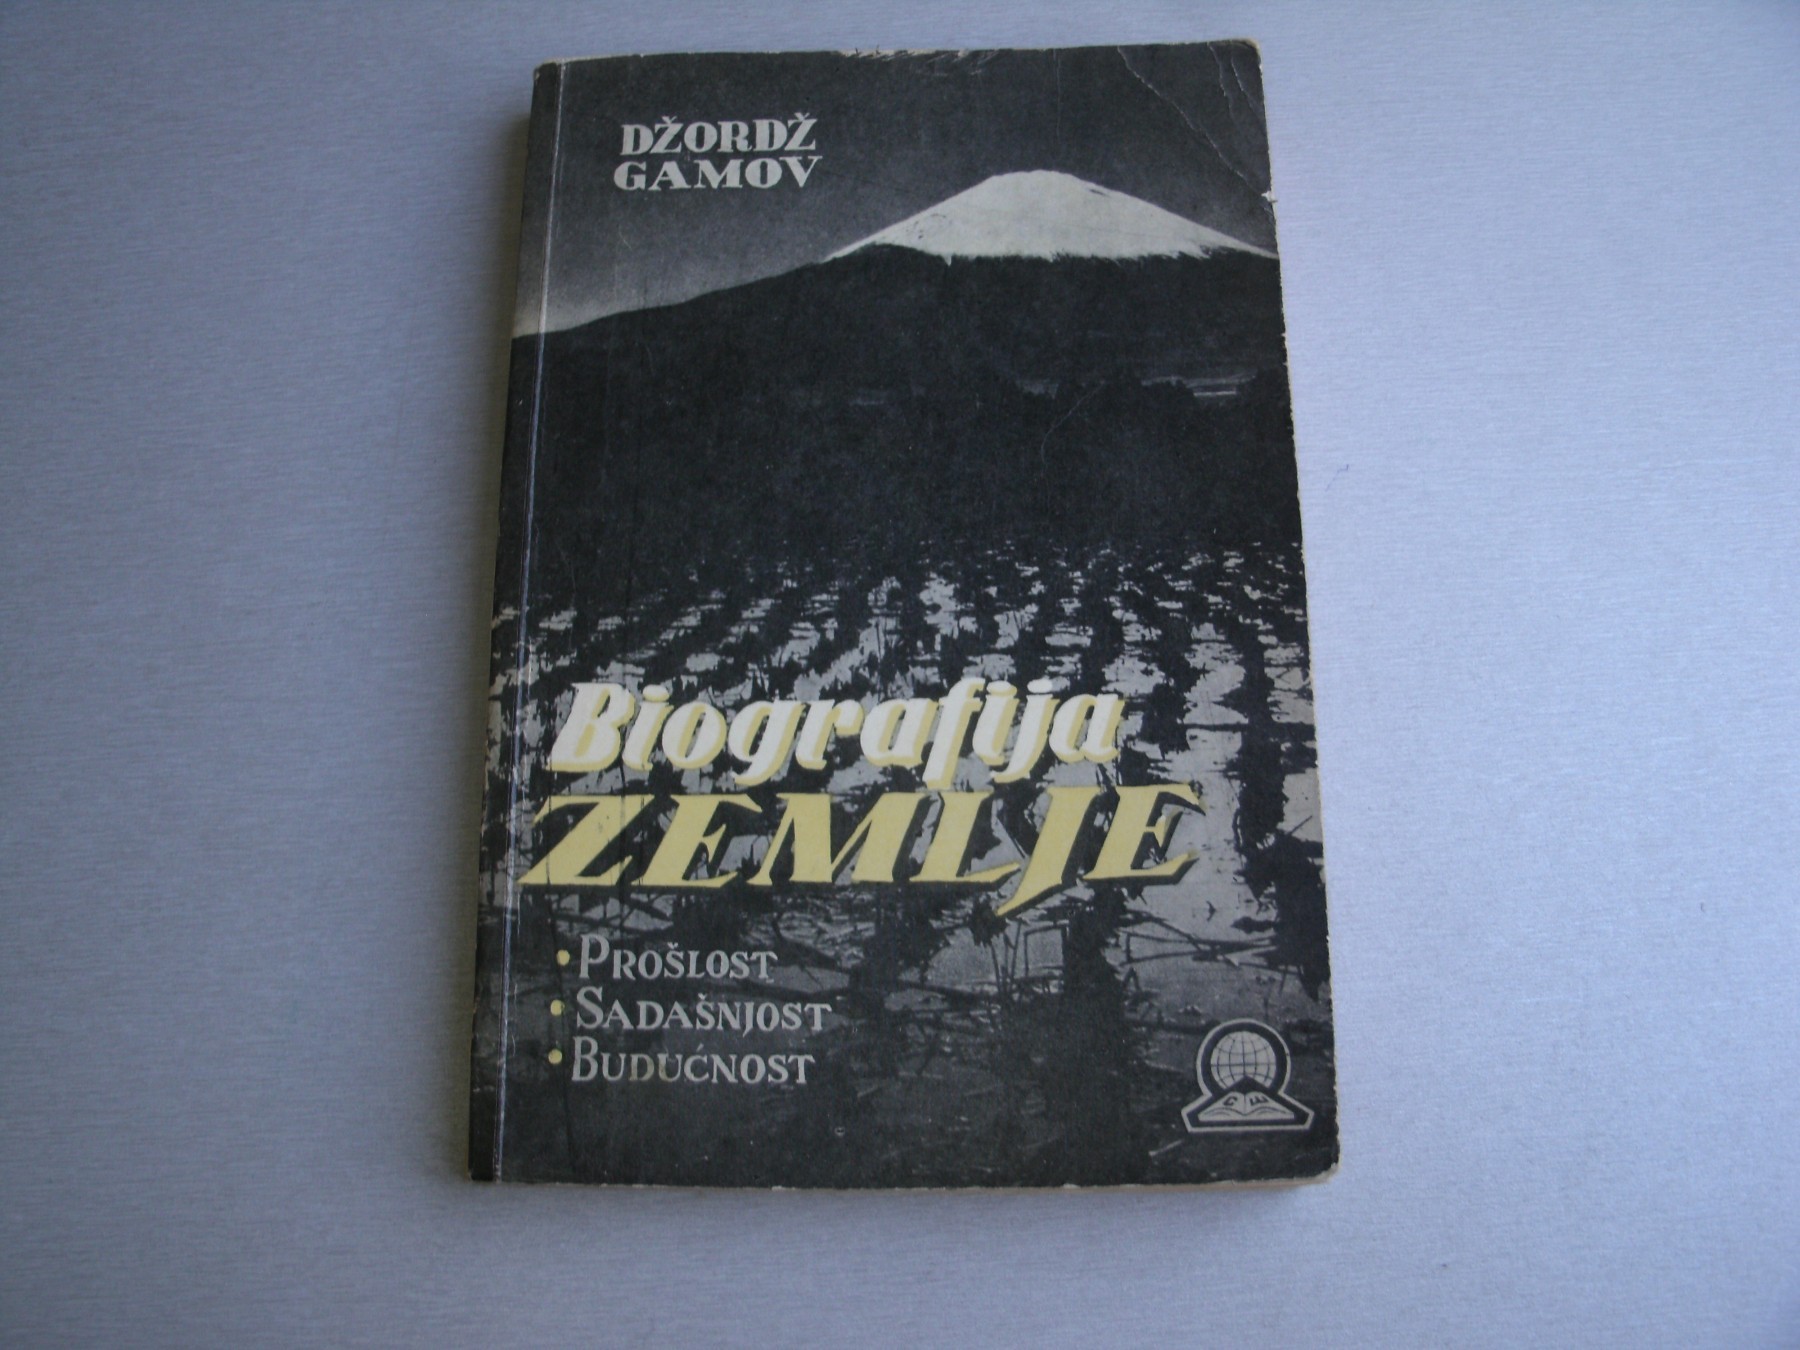 DŽORDŽ
GAMOV
Biografija
ZEMLJE
• PROŠLOST
• SADAŠNJOST
• BUDUĆNOST